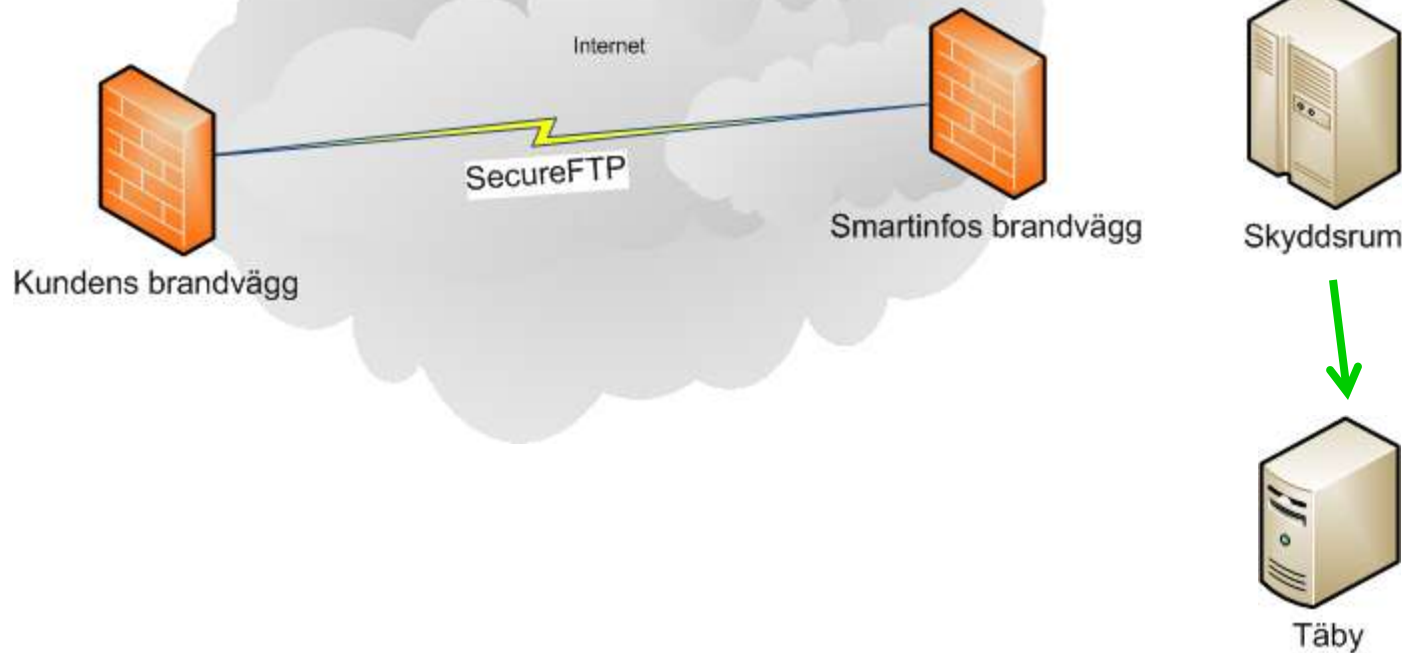 Internet
SecureFTP
Smartinfos brandvägg
Skyddsrum
Kundens brandvägg
Täby